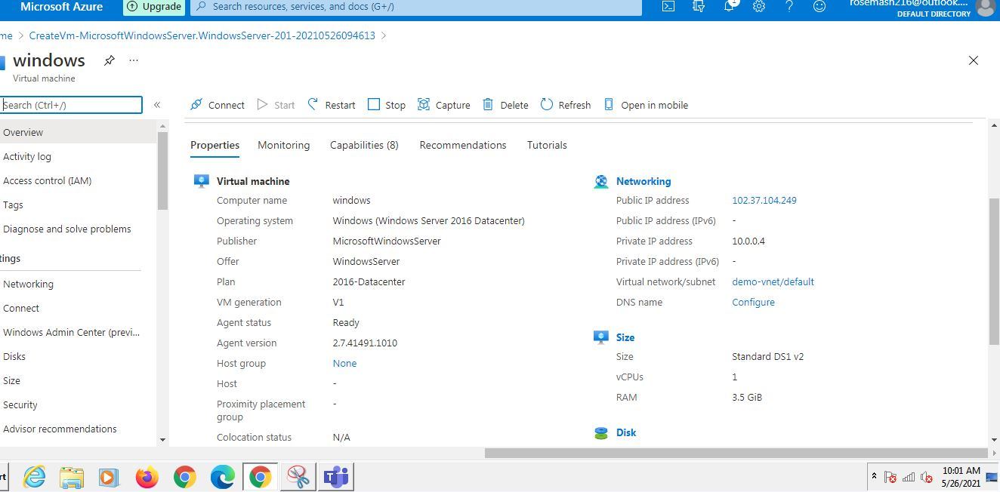 Microsoft Azure Upgrade Search resources, services, and docs (G+/) 1 rosemash216@outlook....
DEFAULT DIRECTORY
me > CreateVm-MicrosoftWindowsServer.WindowsServer-201-20210526094613 >
windows ...
Virtual machine
Search (Ctrl+/) « Connect Start Restart Stop Capture Delete Refresh Open in mobile
Overview
Activity log
Access control (IAM)
Tags
Diagnose and solve problems
tings
Networking
Connect
Windows Admin Center (previ...
Disks
Size
Security
Advisor recommendations
Properties Monitoring Capabilities (8) Recommendations Tutorials
Virtual machine
Computer name windows
Operating system Windows (Windows Server 2016 Datacenter)
Publisher MicrosoftWindowsServer
Offer WindowsServer
Plan 2016-Datacenter
VM generation V1
Agent status Ready
Agent version 2.7.41491.1010
Host group None
Host -
Proximity placement -
group
Colocation status N/A
Networking
Public IP address 102.37.104.249
Public IP address (IPv6) -
Private IP address 10.0.0.4
Private IP address (IPv6) -
Virtual network/subnet demo-vnet/default
DNS name Configure
Size
Size Standard DS1 v2
vCPUs 1
RAM 3.5 GiB
Disk
rt
10:01 AM
5/26/2021